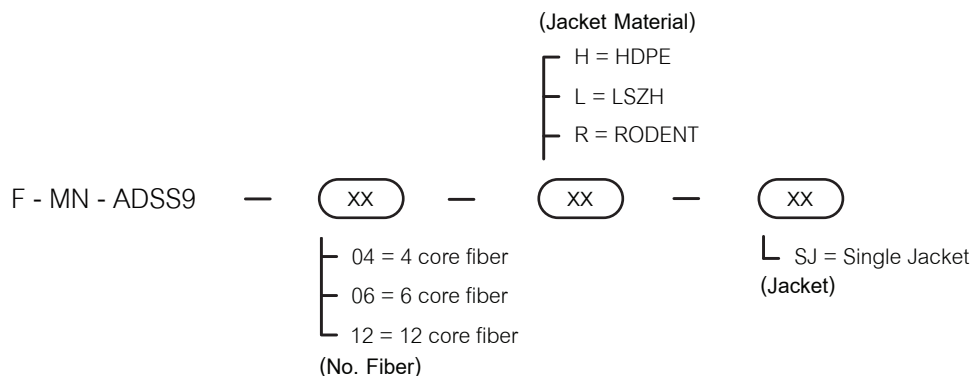 (Jacket Material)
H = HDPE
L = LSZH
R = RODENT
F - MN - ADSS9 — XX — XX — XX
04 = 4 core fiber
06 = 6 core fiber
12 = 12 core fiber
(No. Fiber)
SJ = Single Jacket
(Jacket)